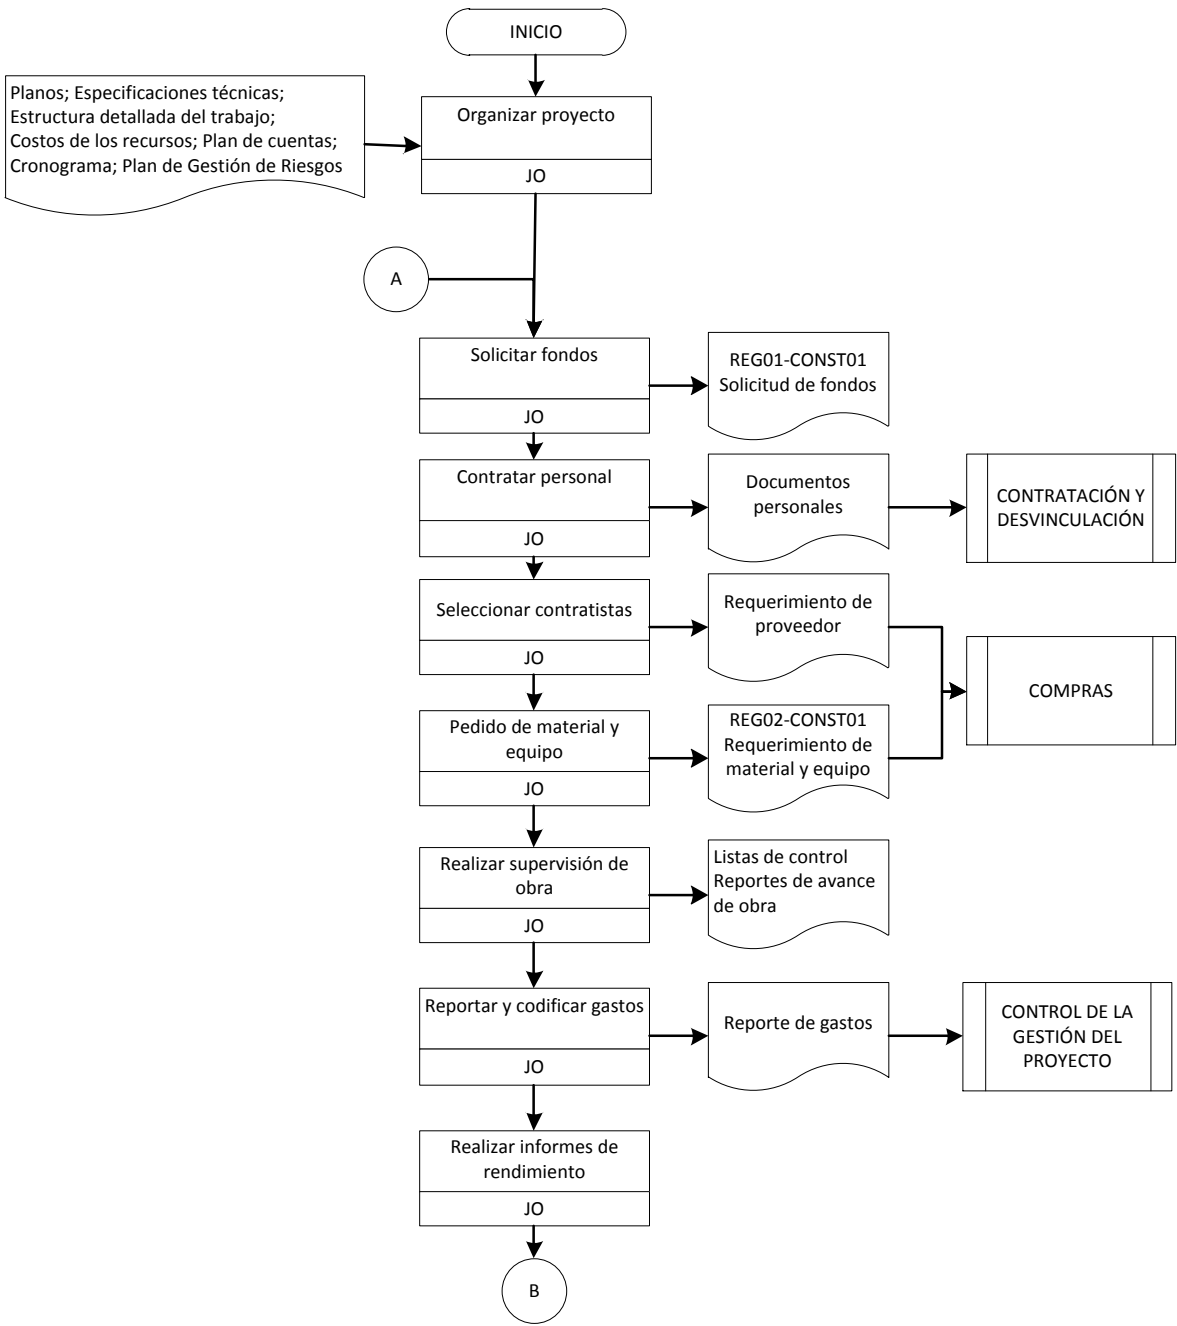 INICIO
Planos; Especificaciones técnicas;
Estructura detallada del trabajo;
Costos de los recursos; Plan de cuentas;
Cronograma; Plan de Gestión de Riesgos
Organizar proyecto
JO
A
Solicitar fondos
JO
REG01-CONST01
Solicitud de fondos
Contratar personal
JO
Documentos
personales
CONTRATACIÓN Y
DESVINCULACIÓN
Seleccionar contratistas
JO
Requerimiento de
proveedor
COMPRAS
Pedido de material y
equipo
JO
REG02-CONST01
Requerimiento de
material y equipo
Realizar supervisión de
obra
JO
Listas de control
Reportes de avance
de obra
Reportar y codificar gastos
JO
Reporte de gastos
CONTROL DE LA
GESTIÓN DEL
PROYECTO
Realizar informes de
rendimiento
JO
B